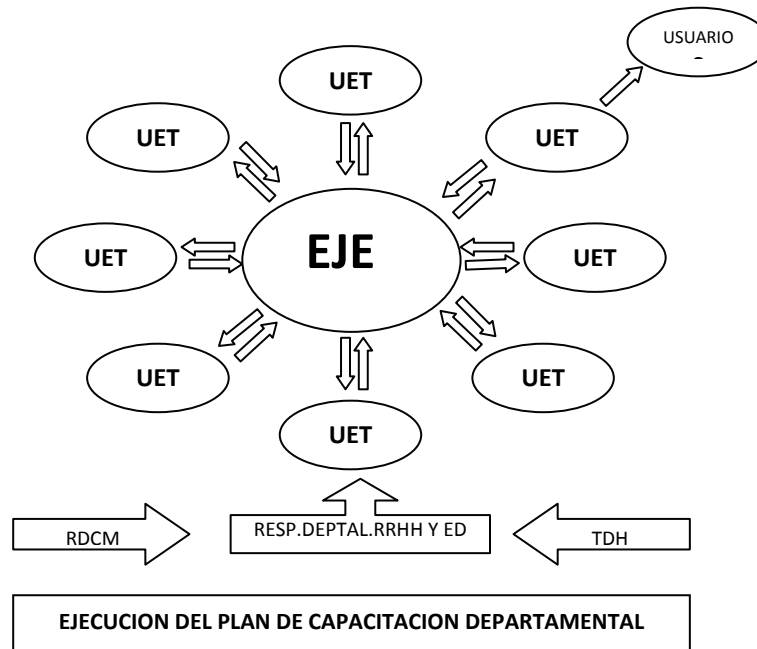 USUARIO
UET
UET
UET
UET
EJE
UET
UET
UET
UET
UET
RDCM
RESP.DEPTAL.RRHH Y ED
TDH
EJECUCION DEL PLAN DE CAPACITACION DEPARTAMENTAL